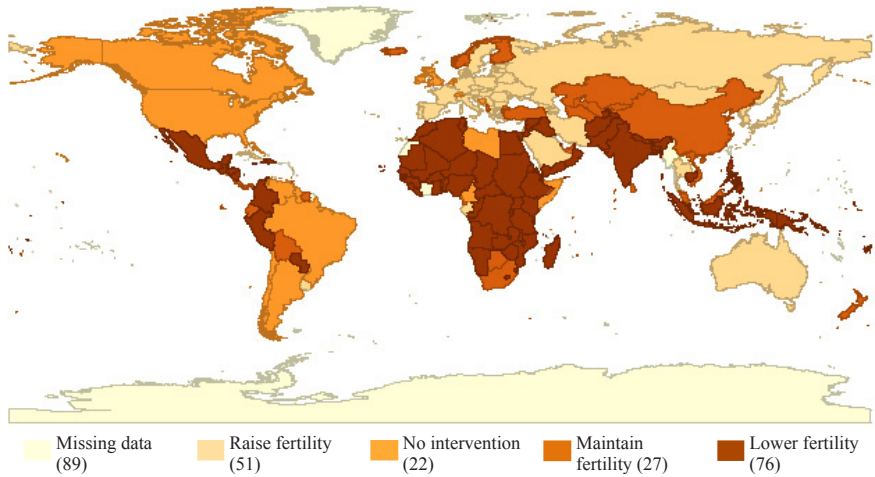 Missing data
(89)
Raise fertility
(51)
No intervention
(22)
Maintain
fertility (27)
Lower fertility
(76)